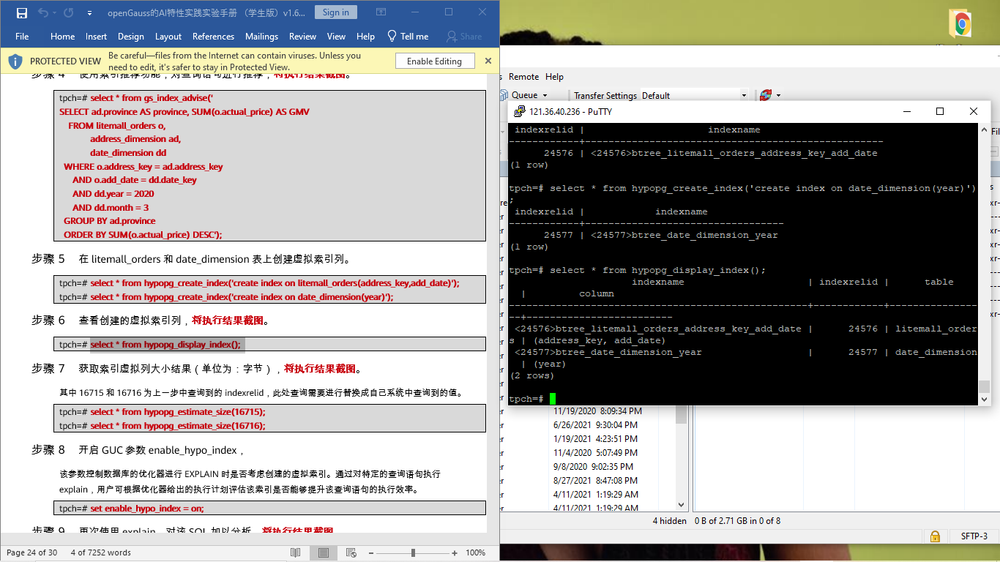 openGauss的AI特性实践实验手册 （学生版）v1.6...
Sign in
File Home Insert Design Layout References Mailings Review View Help Tell me Share
PROTECTED VIEW Be careful—files from the Internet can contain viruses. Unless you
need to edit, it's safer to stay in Protected View.
Enable Editing
步骤 4 使用索引推荐功能，对查询语句进行推荐，将执行结果截图。
tpch=# select * from gs_index_advise('
SELECT ad.province AS province, SUM(o.actual_price) AS GMV
FROM litemall_orders o,
address_dimension ad,
date_dimension dd
WHERE o.address_key = ad.address_key
AND o.add_date = dd.date_key
AND dd.year = 2020
AND dd.month = 3
GROUP BY ad.province
ORDER BY SUM(o.actual_price) DESC');
步骤 5 在 litemall_orders 和 date_dimension 表上创建虚拟索引列。
tpch=# select * from hypopg_create_index('create index on litemall_orders(address_key,add_date)');
tpch=# select * from hypopg_create_index('create index on date_dimension(year)');
步骤 6 查看创建的虚拟索引列，将执行结果截图。
tpch=# select * from hypopg_display_index();
步骤 7 获取索引虚拟列大小结果（单位为：字节），将执行结果截图。
其中 16715 和 16716 为上一步中查询到的 indexrelid，此处查询需要进行替换成自己系统中查询到的值。
tpch=# select * from hypopg_estimate_size(16715);
tpch=# select * from hypopg_estimate_size(16716);
步骤 8 开启 GUC 参数 enable_hypo_index，
该参数控制数据库的优化器进行 EXPLAIN 时是否考虑创建的虚拟索引。通过对特定的查询语句执行
explain，用户可根据优化器给出的执行计划评估该索引是否能够提升该查询语句的执行效率。
tpch=# set enable_hypo_index = on;
步骤 9 再次使用 explain，对该 SQL 加以分析，将执行结果截图
Page 24 of 30 4 of 7252 words 100%
s Remote Help
Queue Transfer Settings Default
121.36.40.236 - PuTTY
indexrelid | indexname
------------+---------------------------------------------------
24576 | <24576>btree_litemall_orders_address_key_add_date
(1 row)
tpch=# select * from hypopg_create_index('create index on date_dimension(year)')
;
indexrelid | indexname
------------+----------------------------------
24577 | <24577>btree_date_dimension_year
(1 row)
tpch=# select * from hypopg_display_index();
indexname | indexrelid | table
| column
---------------------------------------------------+------------+---------------
--+-------------------------
<24576>btree_litemall_orders_address_key_add_date | 24576 | litemall_order
s | (address_key, add_date)
<24577>btree_date_dimension_year | 24577 | date_dimension
| (year)
(2 rows)
tpch=#
11/19/2020 8:09:34 PM
6/26/2021 9:30:04 PM
1/19/2021 4:23:51 PM
11/4/2020 5:07:49 PM
9/8/2020 9:02:35 PM
8/27/2021 8:47:08 PM
4/11/2021 1:19:29 AM
4/11/2021 1:19:29 AM
4 hidden 0 B of 2.71 GB in 0 of 8
SFTP-3